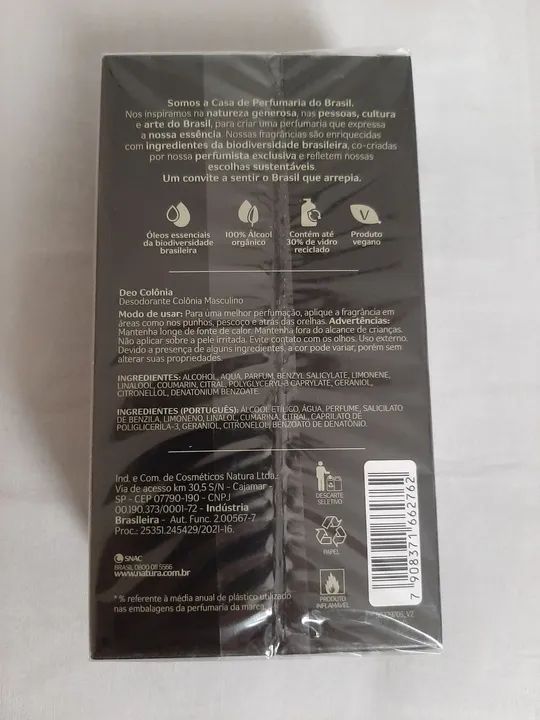 Somos a Casa de Perfumaria do Brasil.
Nos inspiramos na natureza generosa, nas pessoas, cultura
e arte do Brasil, para criar uma perfumaria que expressa
a nossa essência. Nossas fragrâncias são enriquecidas
com ingredientes da biodiversidade brasileira, co-criadas
por nossa perfumista exclusiva e refletem nossas
escolhas sustentáveis.
Um convite a sentir o Brasil que arrepia.
Óleos essenciais
da biodiversidade
brasileira
100% Álcool
orgânico
Contém até
30% de vidro
reciclado
V
Produto
vegano
Deo Colônia
Desodorante Colônia Masculino
Modo de usar: Para uma melhor perfumação, aplique a fragrância em
áreas como nos punhos, pescoço e atrás das orelhas. Advertências:
Mantenha longe de fonte de calor. Mantenha fora do alcance de crianças.
Não aplicar sobre a pele irritada. Evite contato com os olhos. Uso externo.
Devido a presença de alguns ingredientes, a cor pode variar, porém sem
alterar suas propriedades.
INGREDIENTES: ALCOHOL, AQUA, PARFUM, BENZYL SALICYLATE, LIMONENE,
LINALOOL, COUMARIN, CITRAL, POLYGLYCERYL-3 CAPRYLATE, GERANIOL,
CITRONELLOL, DENATONIUM BENZOATE.
INGREDIENTES (PORTUGUÊS): ÁLCOOL ETÍLICO, ÁGUA, PERFUME, SALICILATO
DE BENZILA, LIMONENO, LINALOL, CUMARINA, CITRAL, CAPRILATO DE
POLIGLICERILA-3, GERANIOL, CITRONELOL, BENZOATO DE DENATÔNIO.
Ind. e Com. de Cosméticos Natura Ltda.
Via de acesso km 30,5 S/N - Cajamar -
SP - CEP 07790-190 - CNPJ
00.190.373/0001-72 - Indústria
Brasileira - Aut. Func. 2.00567-7
Proc.: 25351.245429/2021-16.
SNAC
BRASIL 0800 011 5566
www.natura.com.br
* % referente à média anual de plástico utilizado
nas embalagens da perfumaria da marca.
DESCARTE
SELETIVO
PAPEL
PRODUTO
INFLAMÁVEL
7 908371 662762